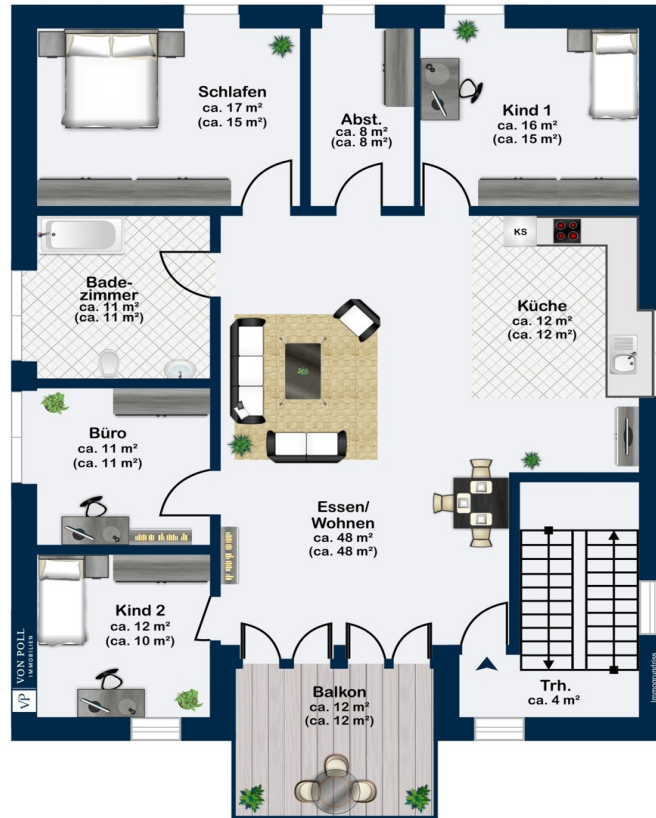 Schlafen
ca. 17 m²
(ca. 15 m²)
Abst.
ca. 8 m²
(ca. 8 m²)
Kind 1
ca. 16 m²
(ca. 15 m²)
Bade-
zimmer
ca. 11 m²
(ca. 11 m²)
KS
Küche
ca. 12 m²
(ca. 12 m²)
Büro
ca. 11 m²
(ca. 11 m²)
Essen/
Wohnen
ca. 48 m²
(ca. 48 m²)
Kind 2
ca. 12 m²
(ca. 10 m²)
Balkon
ca. 12 m²
(ca. 12 m²)
Trh.
ca. 4 m²
VP
VON POLL
IMMOBILIEN
Immogrundriss